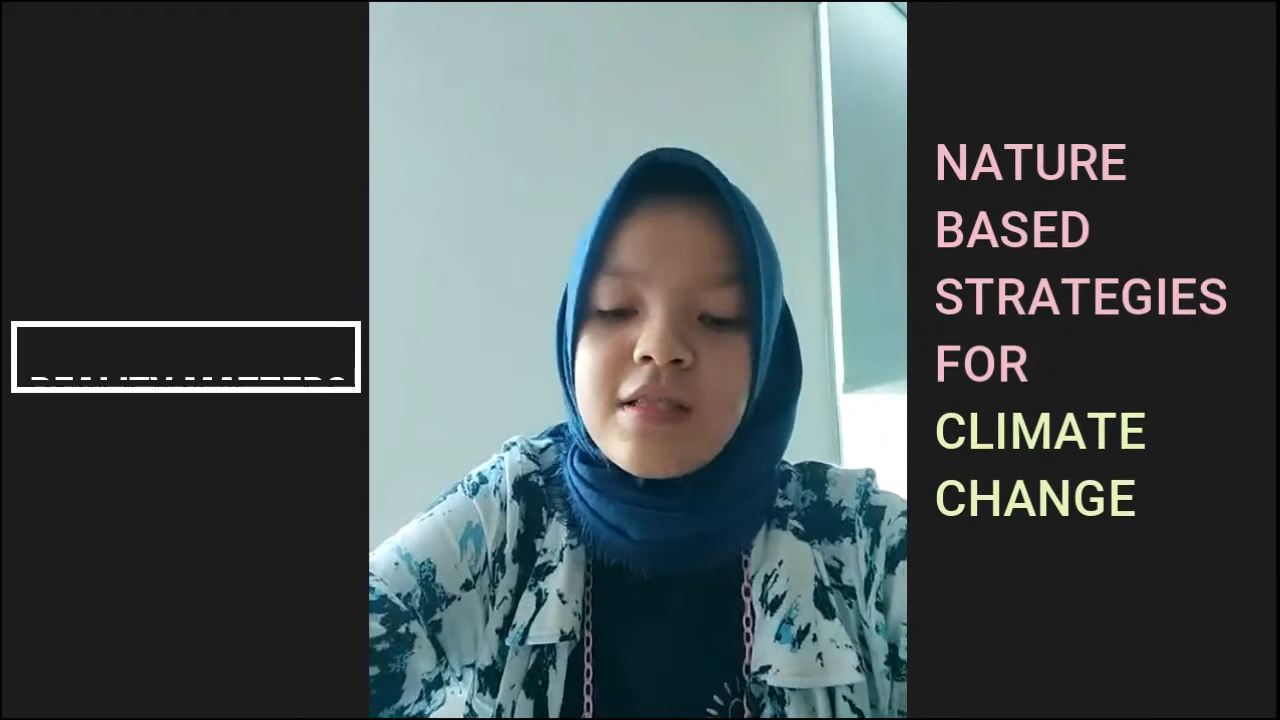 NATURE
BASED
STRATEGIES
FOR
CLIMATE
CHANGE